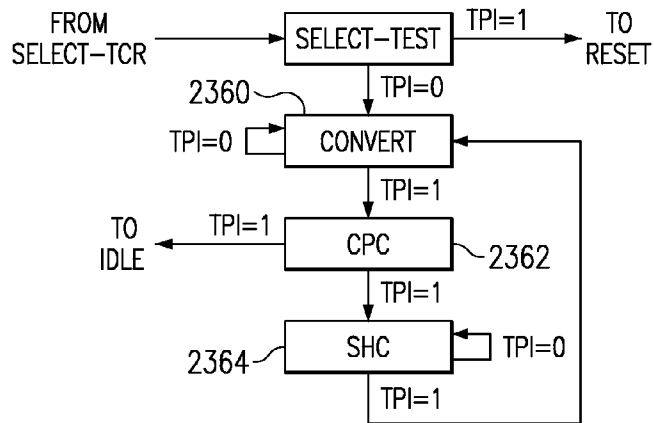 FROM
SELECT-TCR
SELECT-TEST
TPI=1
TO
RESET
TPI=0
2360
TPI=0
CONVERT
TPI=1
TO
IDLE
TPI=1
CPC
2362
TPI=1
2364
SHC
TPI=0
TPI=1